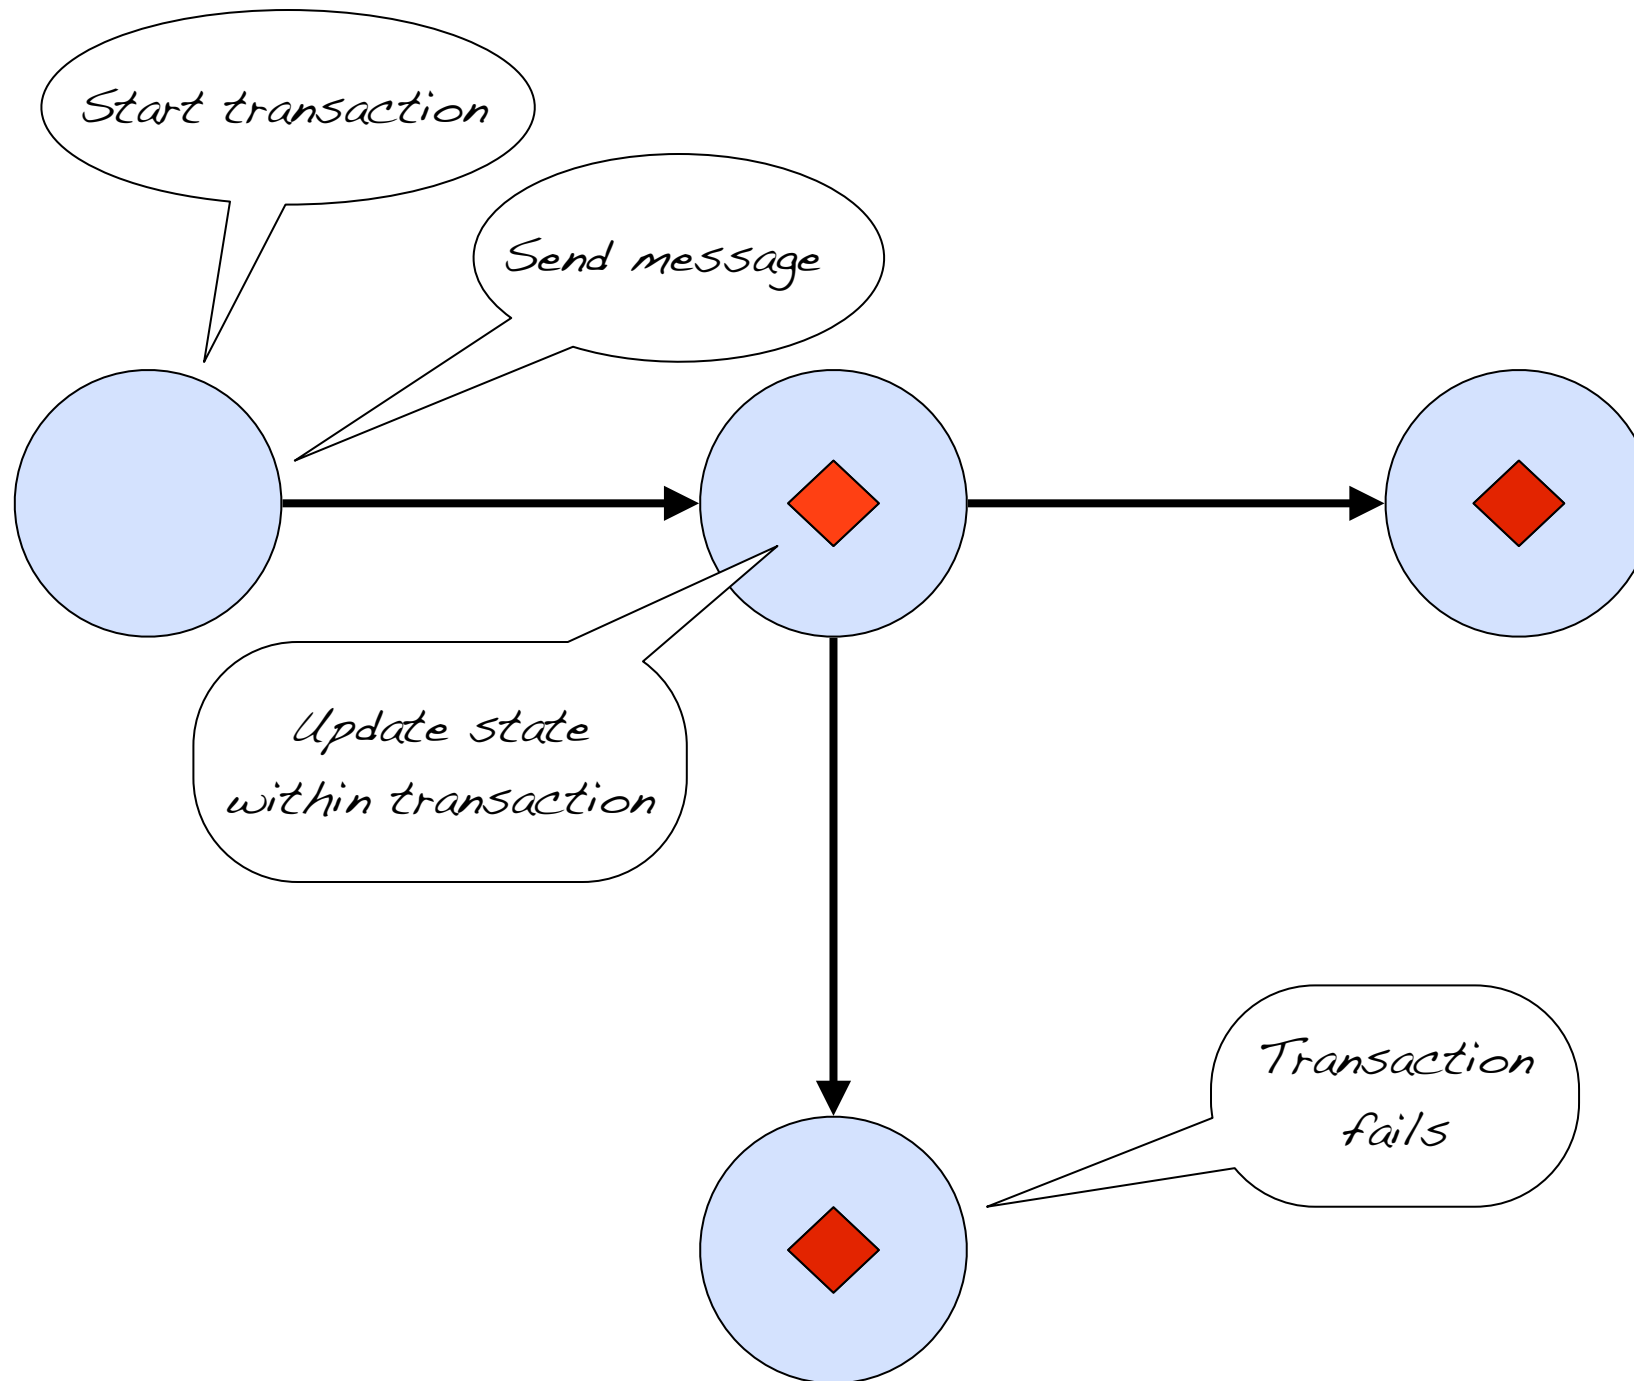 Start transaction
Send message
Update state
within transaction
Transaction
fails